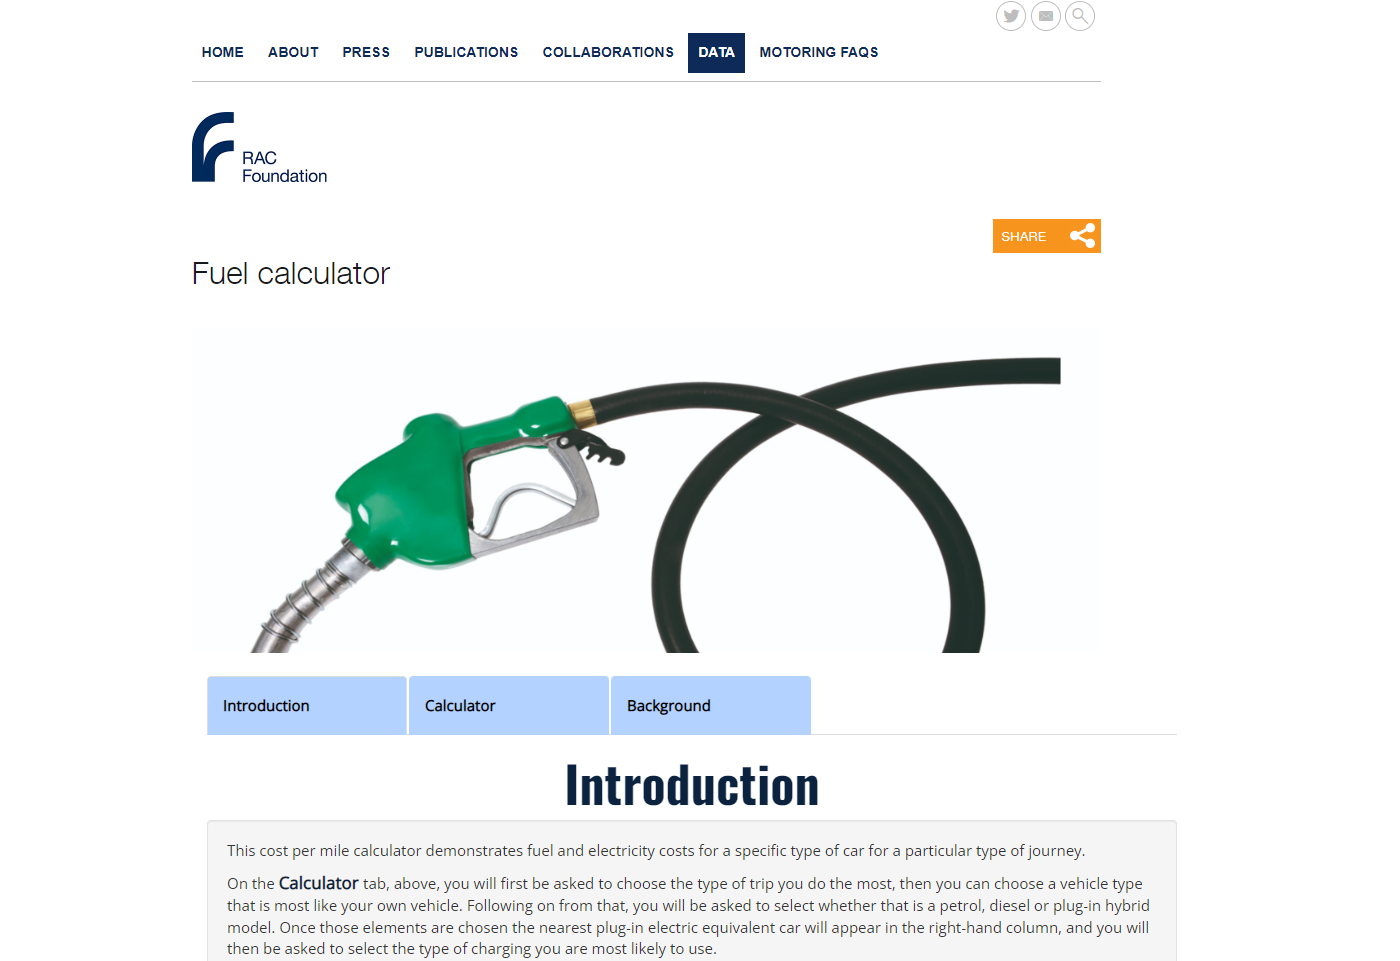 HOME ABOUT PRESS PUBLICATIONS COLLABORATIONS DATA MOTORING FAQS
RAC
Foundation
SHARE
Fuel calculator
Introduction Calculator Background
Introduction
This cost per mile calculator demonstrates fuel and electricity costs for a specific type of car for a particular type of journey.
On the Calculator tab, above, you will first be asked to choose the type of trip you do the most, then you can choose a vehicle type
that is most like your own vehicle. Following on from that, you will be asked to select whether that is a petrol, diesel or plug-in hybrid
model. Once those elements are chosen the nearest plug-in electric equivalent car will appear in the right-hand column, and you will
then be asked to select the type of charging you are most likely to use.